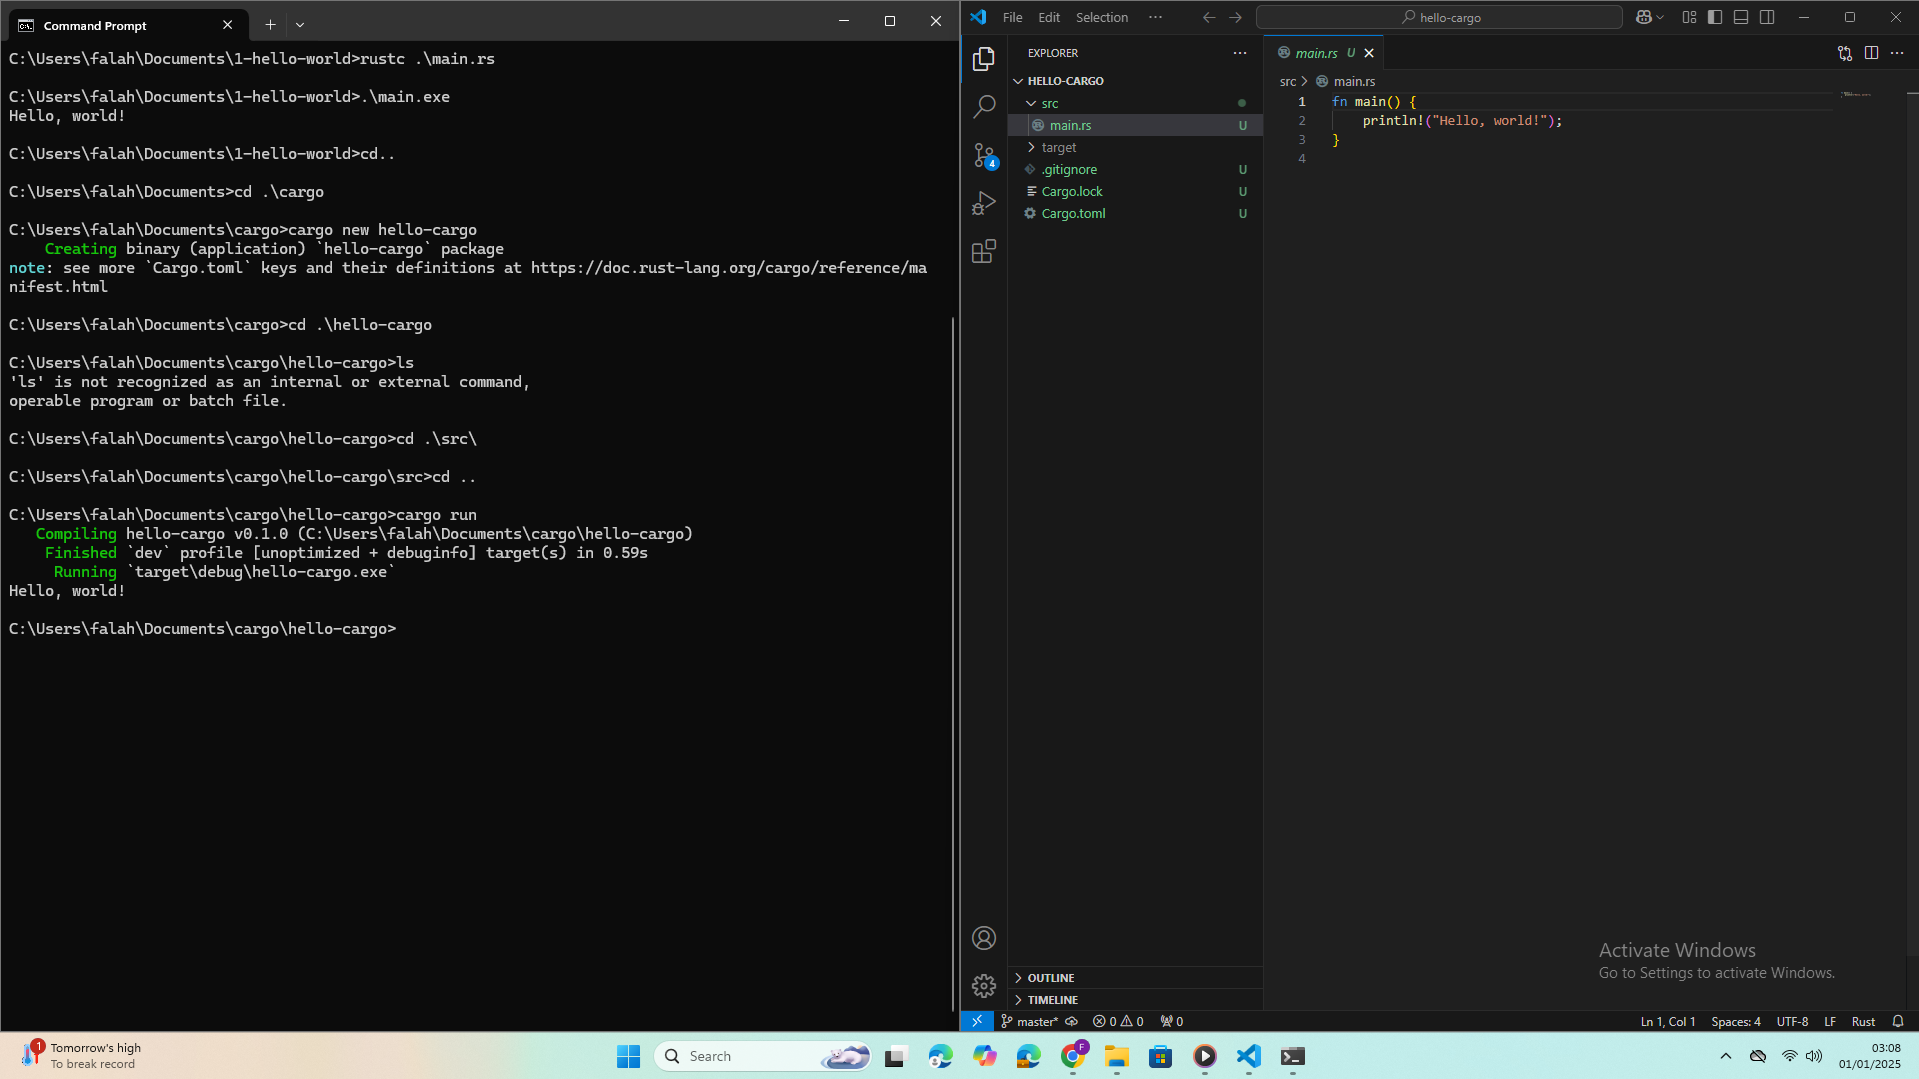 Command Prompt
C:\Users\falah\Documents\1-hello-world>rustc .\main.rs
C:\Users\falah\Documents\1-hello-world>.\main.exe
Hello, world!
C:\Users\falah\Documents\1-hello-world>cd..
C:\Users\falah\Documents>cd .\cargo
C:\Users\falah\Documents\cargo>cargo new hello-cargo
Creating binary (application) `hello-cargo` package
note: see more `Cargo.toml` keys and their definitions at https://doc.rust-lang.org/cargo/reference/ma
nifest.html
C:\Users\falah\Documents\cargo>cd .\hello-cargo
C:\Users\falah\Documents\cargo\hello-cargo>ls
'ls' is not recognized as an internal or external command,
operable program or batch file.
C:\Users\falah\Documents\cargo\hello-cargo>cd .\src\
C:\Users\falah\Documents\cargo\hello-cargo\src>cd ..
C:\Users\falah\Documents\cargo\hello-cargo>cargo run
Compiling hello-cargo v0.1.0 (C:\Users\falah\Documents\cargo\hello-cargo)
Finished `dev` profile [unoptimized + debuginfo] target(s) in 0.59s
Running `target\debug\hello-cargo.exe`
Hello, world!
C:\Users\falah\Documents\cargo\hello-cargo>
File Edit Selection ··· hello-cargo
EXPLORER ···
HELLO-CARGO
src
main.rs U
target
.gitignore U
Cargo.lock U
Cargo.toml U
4
OUTLINE
TIMELINE
main.rs U
src > main.rs
1 fn main() {
2 println!("Hello, world!");
3 }
4
Activate Windows
Go to Settings to activate Windows.
master* 0 0 0 Ln 1, Col 1 Spaces: 4 UTF-8 LF Rust
1
Tomorrow's high
To break record
Search
F
03:08
01/01/2025